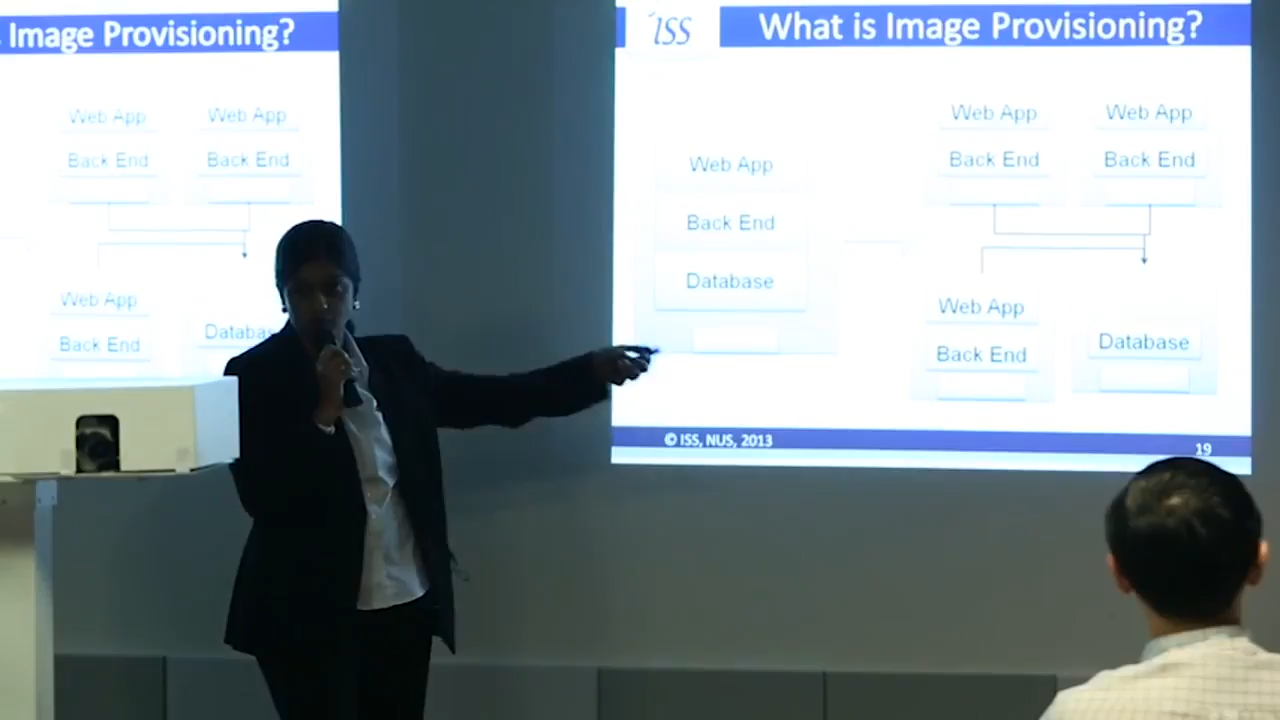 s Image Provisioning?
Web App
Web App
Back End
Back End
Web App
Back End
Databas
iSS
What is Image Provisioning?
Web App
Back End
Database
Web App
Web App
Back End
Back End
Web App
Back End
Database
© ISS, NUS, 2013
19